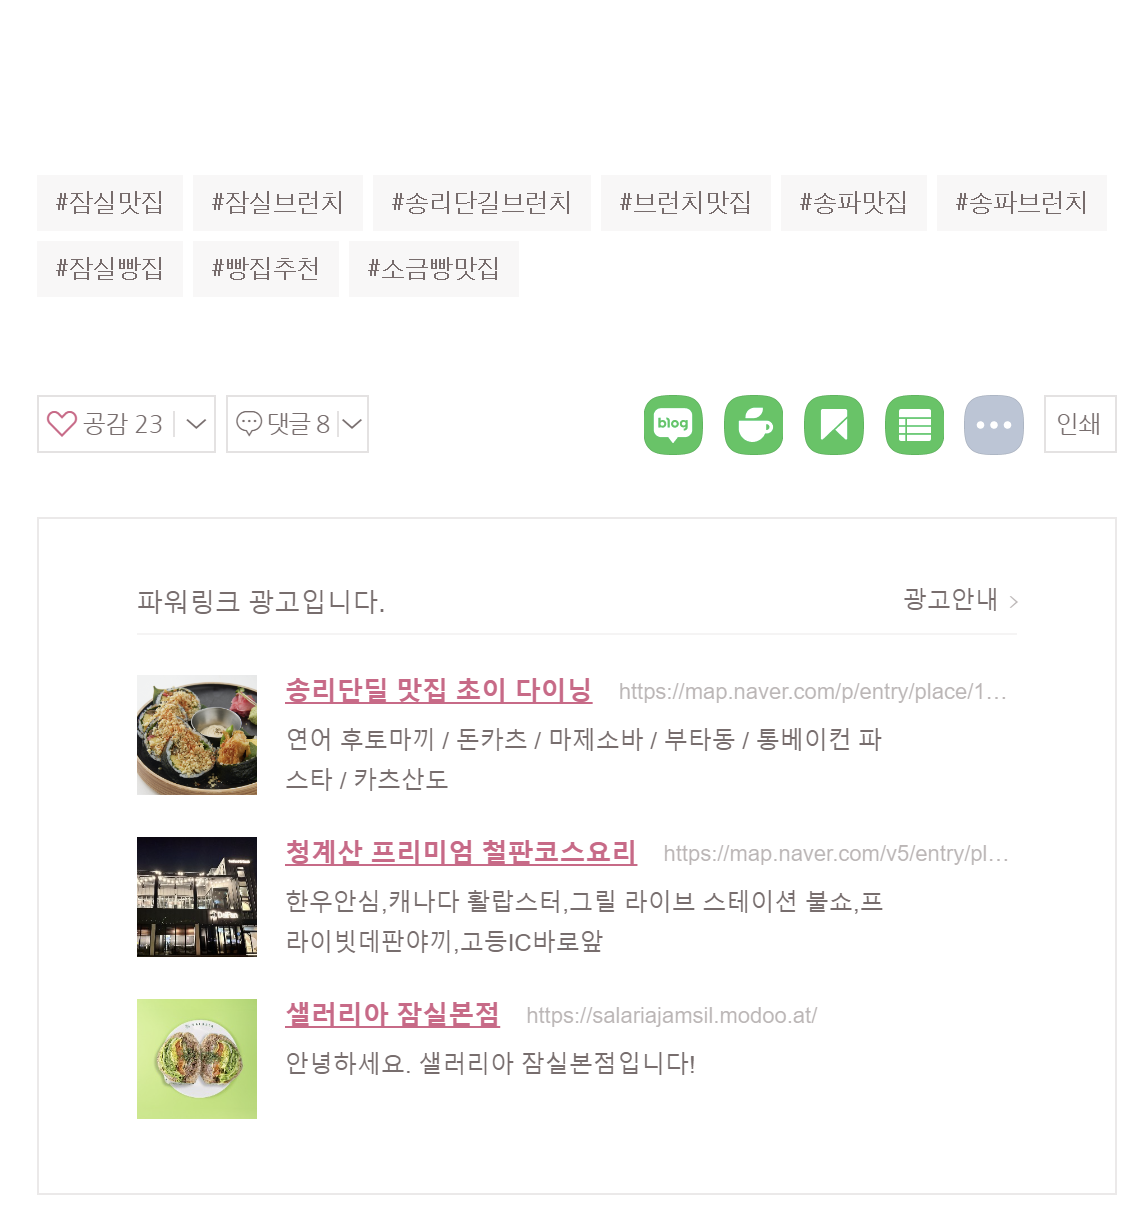 #잠실맛집 #잠실브런치 #송리단길브런치 #브런치맛집 #송파맛집 #송파브런치
#잠실빵집 #빵집추천 #소금빵맛집
공감 23 댓글 8 blog 인쇄
파워링크 광고입니다. 광고안내
송리단딜 맛집 초이 다이닝 https://map.naver.com/p/entry/place/1...
연어 후토마끼 / 돈카츠 / 마제소바 / 부타동 / 통베이컨 파
스타 / 카츠산도
청계산 프리미엄 철판코스요리 https://map.naver.com/v5/entry/pl...
한우안심,캐나다 활랍스터,그릴 라이브 스테이션 불쇼,프
라이빗데판야끼,고등IC바로앞
샐러리아 잠실본점 https://salariajamsil.modoo.at/
안녕하세요. 샐러리아 잠실본점입니다!